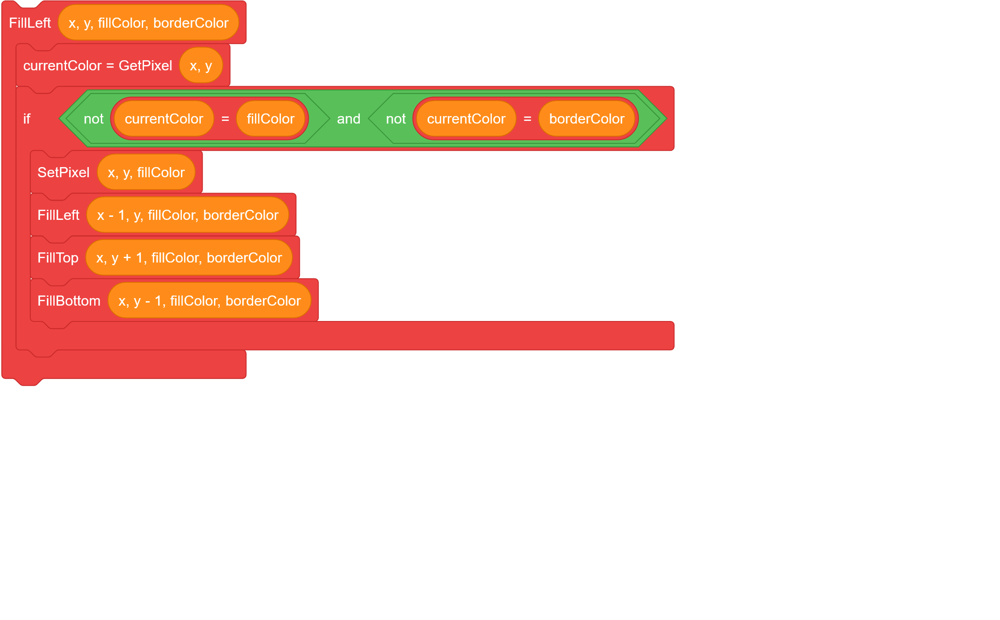 FillLeft x, y, fillColor, borderColor
currentColor = GetPixel x, y
if not currentColor = fillColor and not currentColor = borderColor
SetPixel x, y, fillColor
FillLeft x - 1, y, fillColor, borderColor
FillTop x, y + 1, fillColor, borderColor
FillBottom x, y - 1, fillColor, borderColor